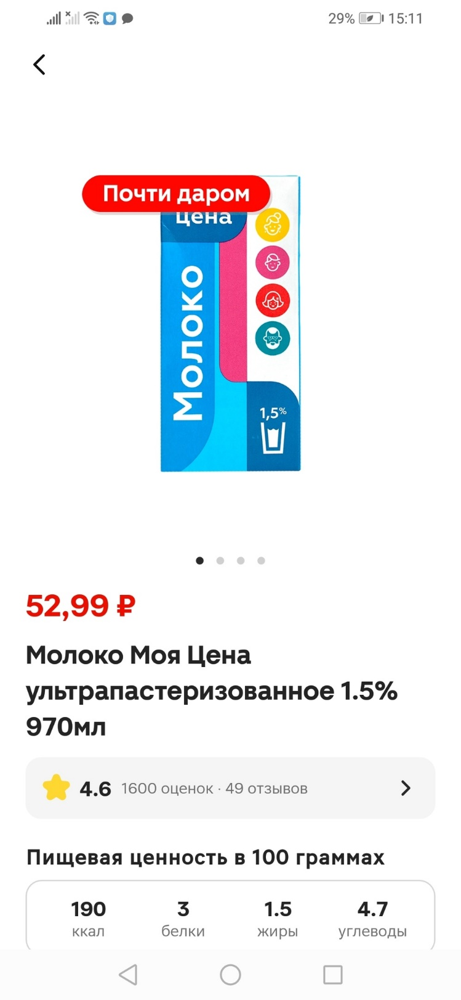 29% 15:11
Почти даром
цена
Молоко
1,5%
52,99 ₽
Молоко Моя Цена
ультрапастеризованное 1.5%
970мл
4.6 1600 оценок · 49 отзывов
Пищевая ценность в 100 граммах
190 3 1.5 4.7
ккал белки жиры углеводы